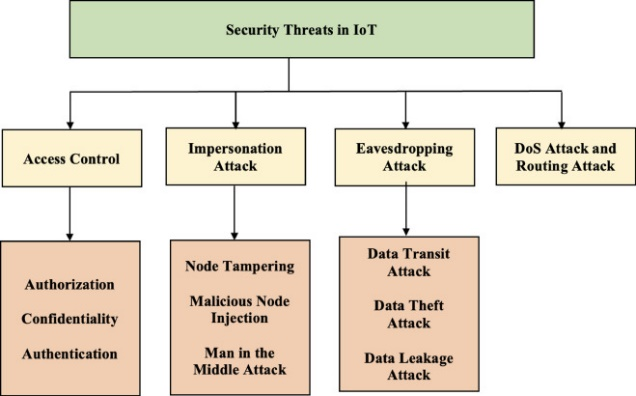 Security Threats in IoT
Access Control
Impersonation
Attack
Eavesdropping
Attack
DoS Attack and
Routing Attack
Authorization
Confidentiality
Authentication
Node Tampering
Malicious Node
Injection
Man in the
Middle Attack
Data Transit
Attack
Data Theft
Attack
Data Leakage
Attack